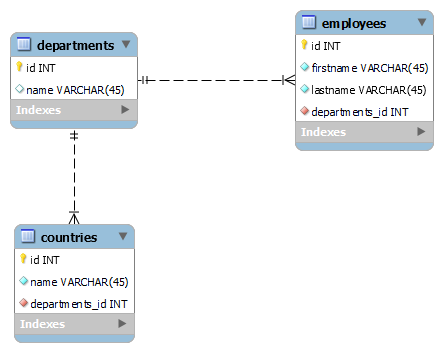 departments
id INT
name VARCHAR(45)
Indexes
employees
id INT
firstname VARCHAR(45)
lastname VARCHAR(45)
departments_id INT
Indexes
countries
id INT
name VARCHAR(45)
departments_id INT
Indexes